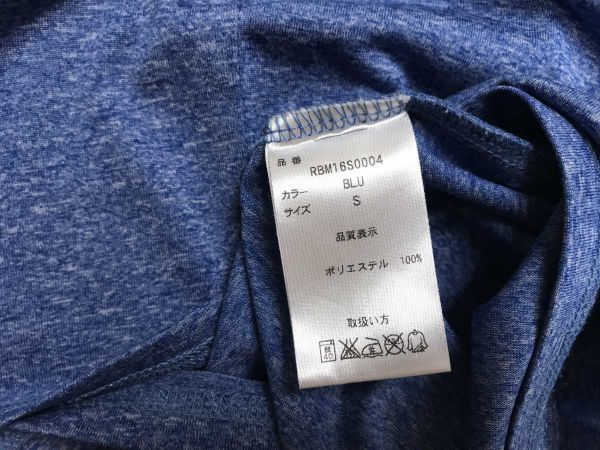 品番 RBM16S0004
カラー BLU
サイズ S
品質表示
ポリエステル 100%
取扱い方
40